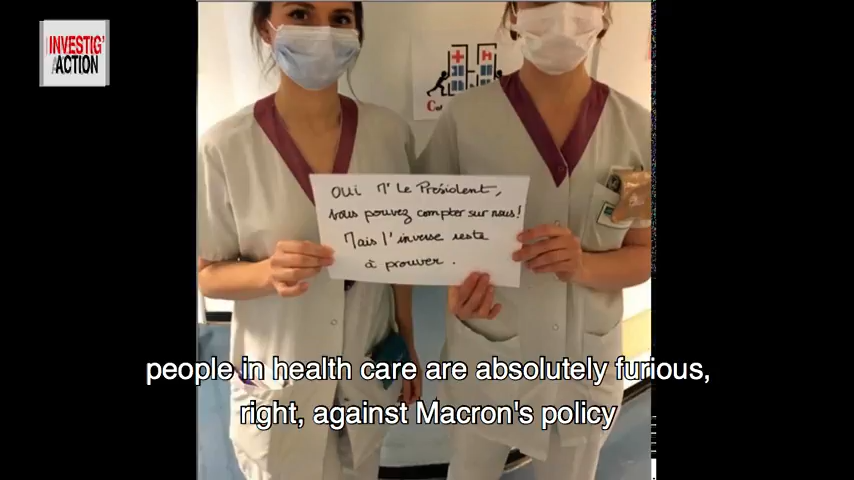 INVESTIG'
ACTION
H
OUI M' Le Président,
Vous pouvez compter sur nous!
Mais l'inverse reste
à prouver.
people in health care are absolutely furious,
right, against Macron's policy